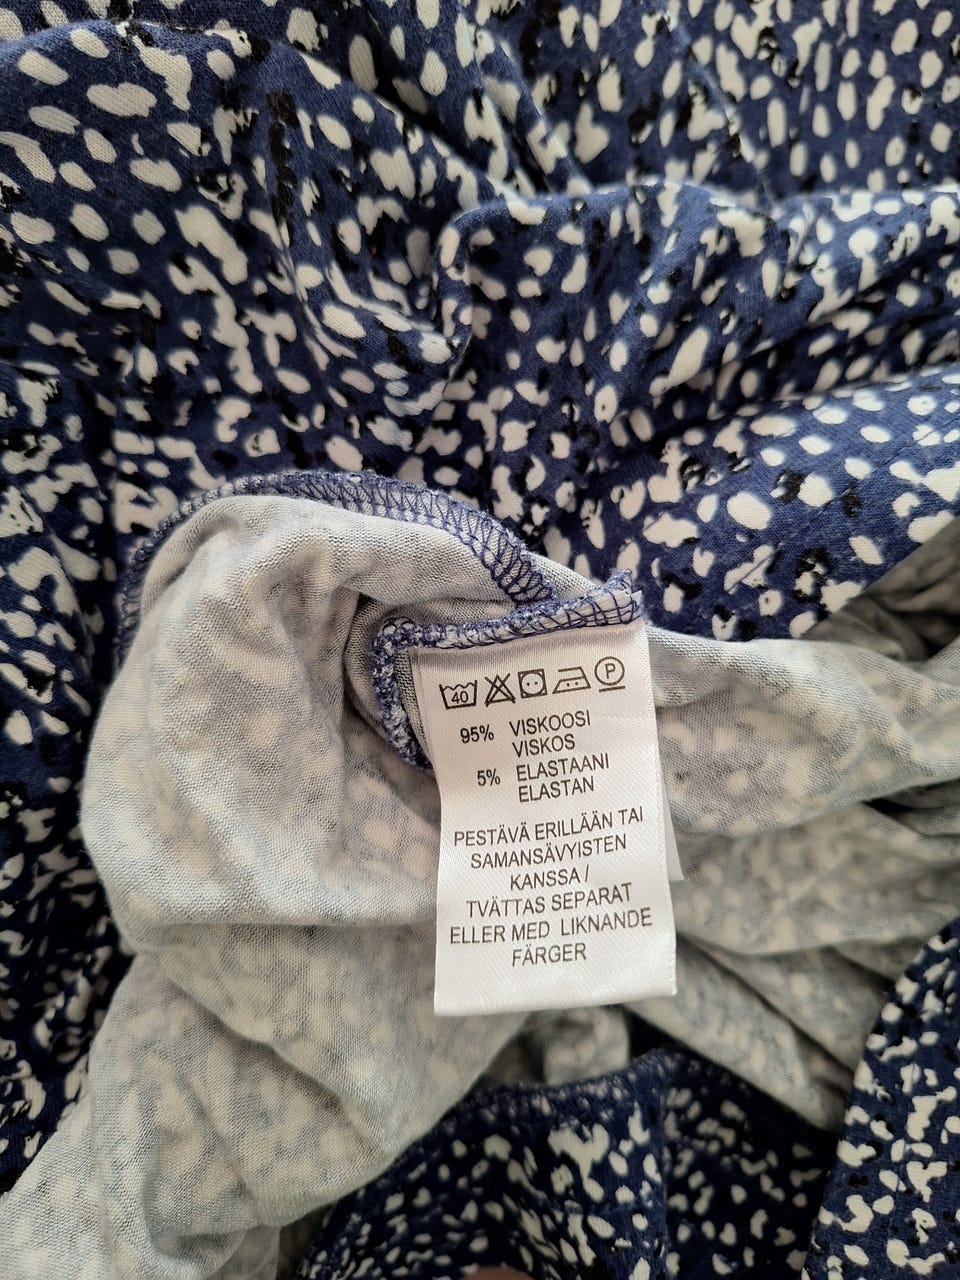 40 P
95% VISKOOSI
VISKOS
5% ELASTAANI
ELASTAN
PESTÄVÄ ERILLÄÄN TAI
SAMANSÄVYISTEN
KANSSA /
TVÄTTAS SEPARAT
ELLER MED LIKNANDE
FÄRGER